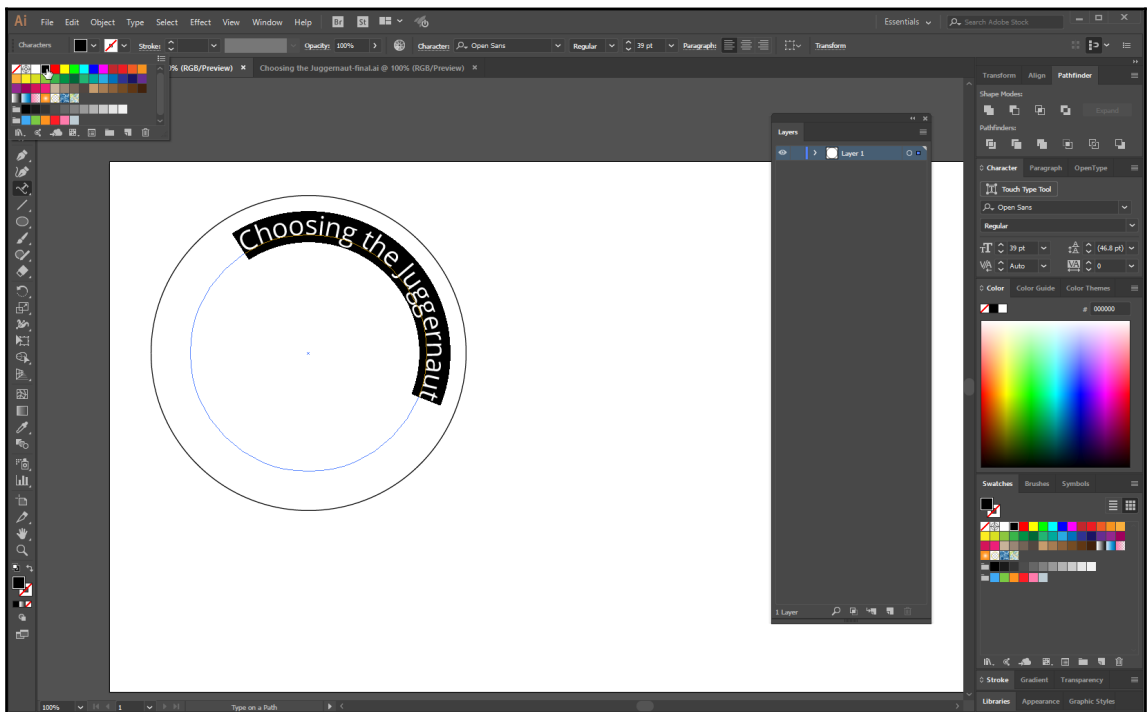 Ai File Edit Object Type Select Effect View Window Help Br St Essentials Search Adobe Stock
Characters Stroke: Opacity: 100% Character: Open Sans Regular 39 pt Paragraph: Transform
0% (RGB/Preview) × Choosing the Juggernaut-final.ai @ 100% (RGB/Preview) ×
Transform Align Pathfinder
Shape Modes:
Expand
Pathfinders:
Layers
Layer 1
Character Paragraph OpenType
Touch Type Tool
Open Sans
Regular
39 pt (46.8 pt)
Auto 0
Color Color Guide Color Themes
# 000000
Choosing the Juggernaut
Swatches Brushes Symbols
1 Layer
Stroke Gradient Transparency
Libraries Appearance Graphic Styles
100% 1 Type on a Path